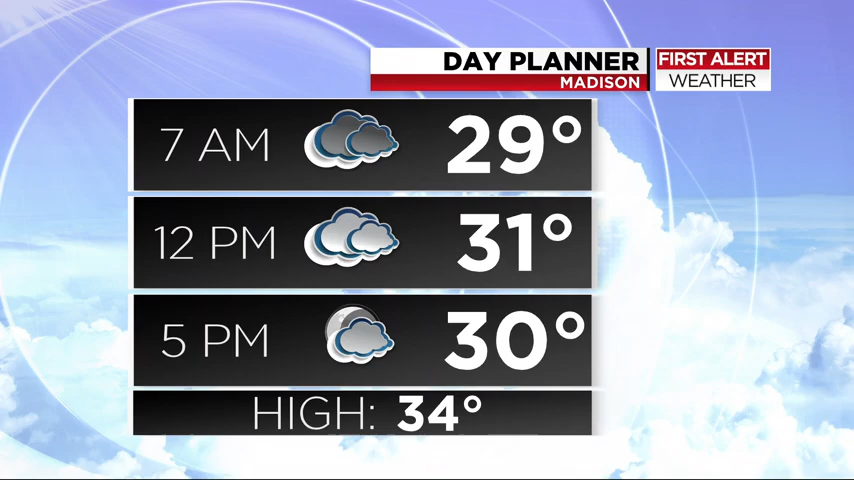 DAY PLANNER
MADISON
FIRST ALERT
WEATHER
7 AM 29°
12 PM 31°
5 PM 30°
HIGH: 34°